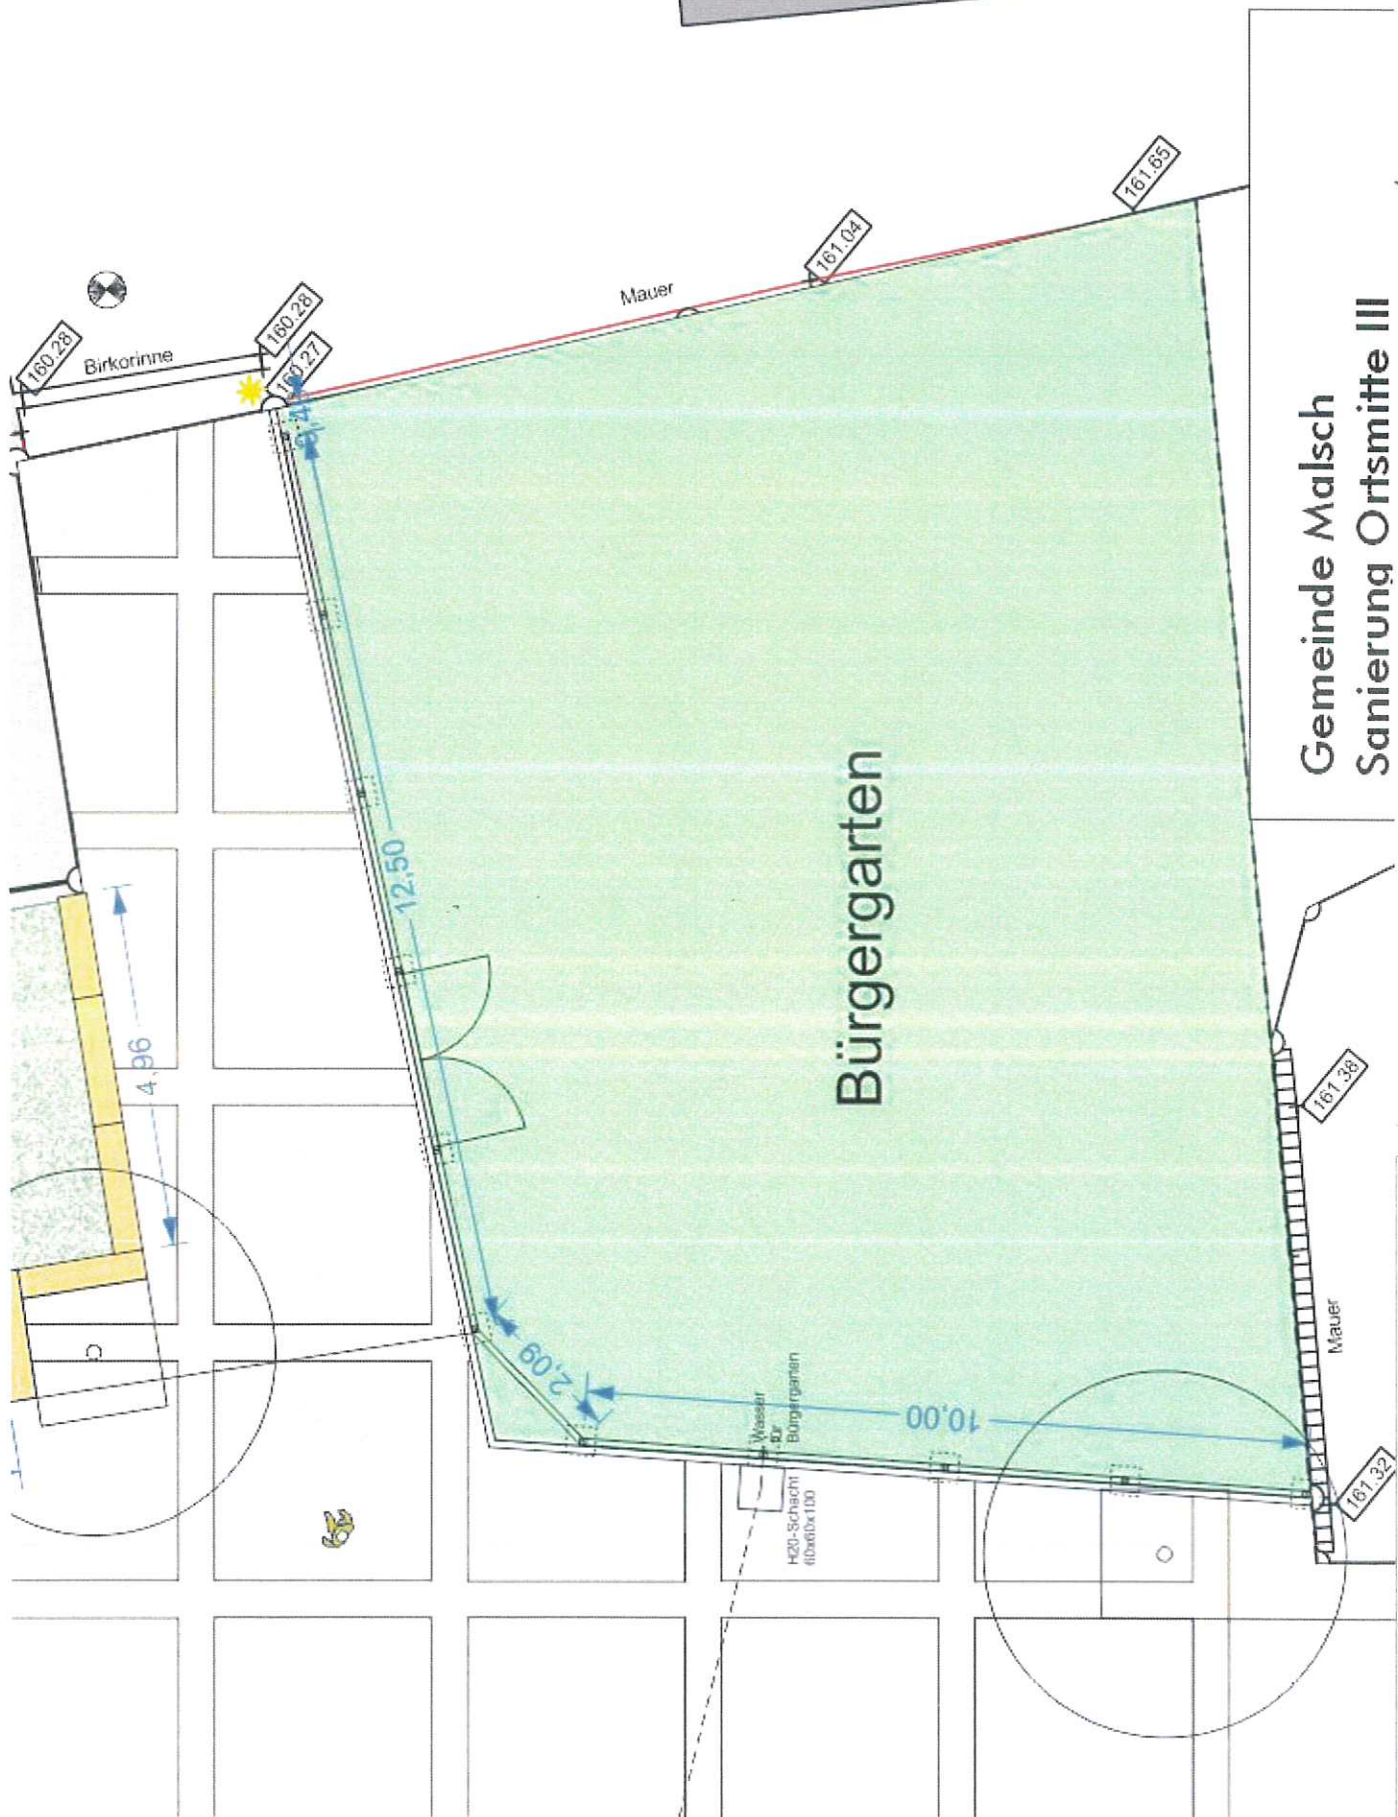 160.28
Birkorinne
160.28
160.27
Mauer
161.04
161.65
12,50
4,96
2,09
10,00
Bürgergarten
Wasser
für
Bürgergarten
H20-Schacht
60x60x100
Mauer
161.38
161.32
Gemeinde Malsch
Sanierung Ortsmitte III